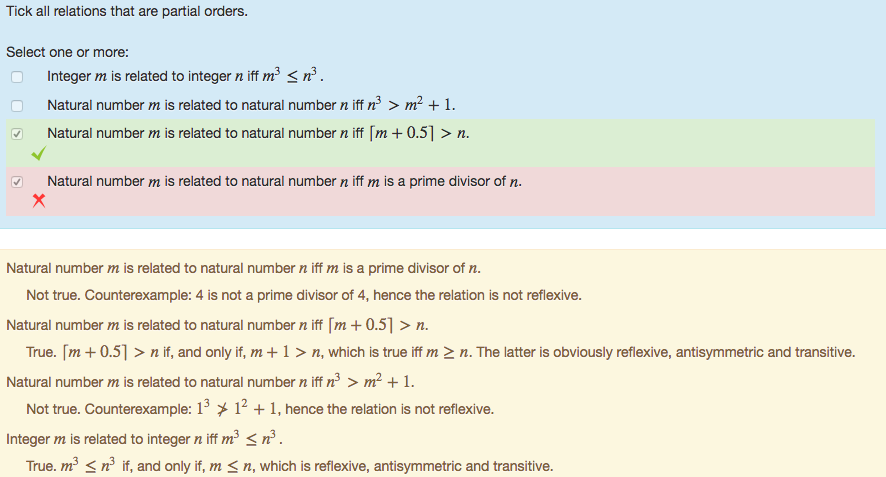 Tick all relations that are partial orders.
Select one or more:
Integer m is related to integer n iff m³ ≤ n³.
Natural number m is related to natural number n iff n³ > m² + 1.
Natural number m is related to natural number n iff ⌈m + 0.5⌉ > n.
Natural number m is related to natural number n iff m is a prime divisor of n.
Natural number m is related to natural number n iff m is a prime divisor of n.
Not true. Counterexample: 4 is not a prime divisor of 4, hence the relation is not reflexive.
Natural number m is related to natural number n iff ⌈m + 0.5⌉ > n.
True. ⌈m + 0.5⌉ > n if, and only if, m + 1 > n, which is true iff m ≥ n. The latter is obviously reflexive, antisymmetric and transitive.
Natural number m is related to natural number n iff n³ > m² + 1.
Not true. Counterexample: 1³ ≯ 1² + 1, hence the relation is not reflexive.
Integer m is related to integer n iff m³ ≤ n³.
True. m³ ≤ n³ if, and only if, m ≤ n, which is reflexive, antisymmetric and transitive.